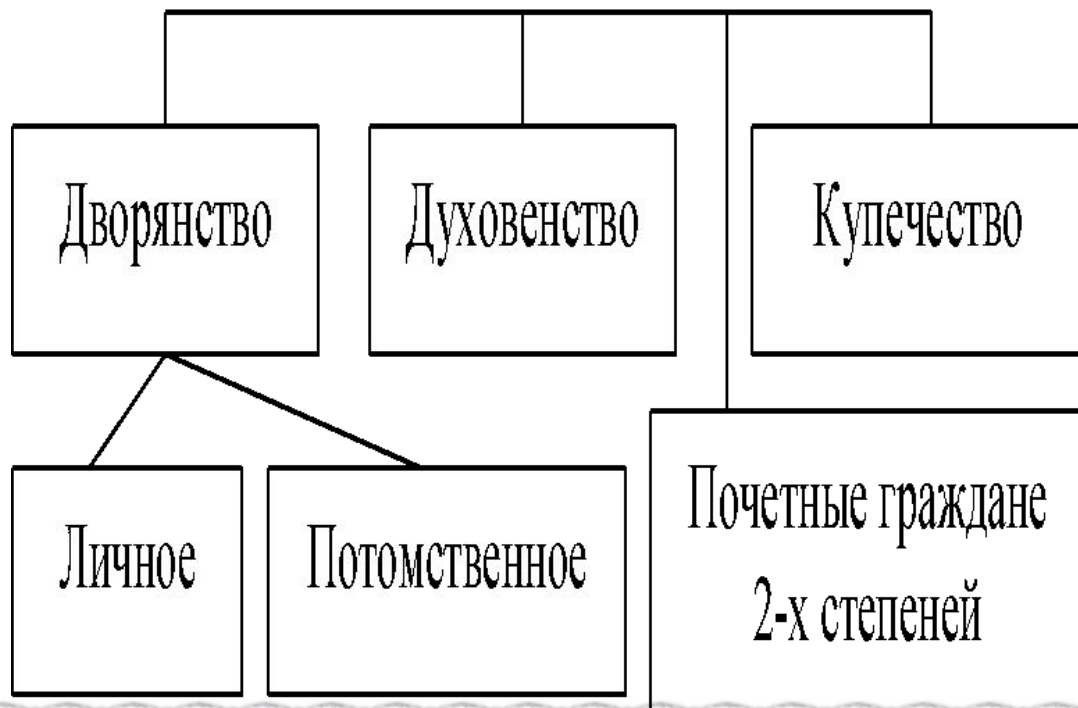 Дворянство
Духовенство
Купечество
Личное
Потомственное
Почетные граждане
2-х степеней